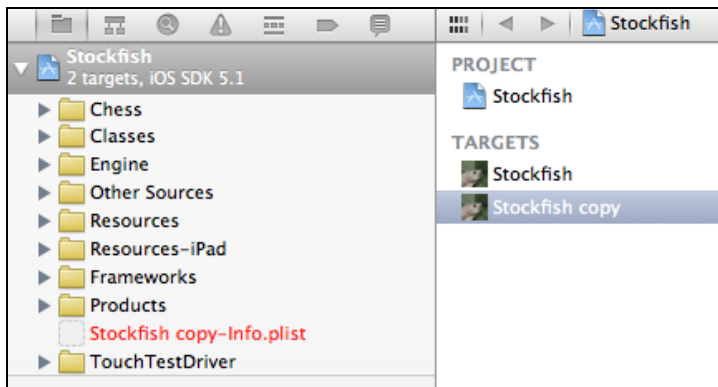 Stockfish
2 targets, iOS SDK 5.1
Chess
Classes
Engine
Other Sources
Resources
Resources-iPad
Frameworks
Products
Stockfish copy-Info.plist
TouchTestDriver
Stockfish
PROJECT
Stockfish
TARGETS
Stockfish
Stockfish copy